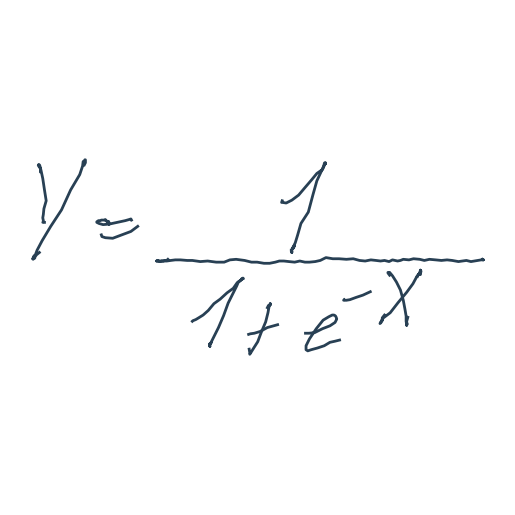 Y = 1 / (1 + e^{-X})